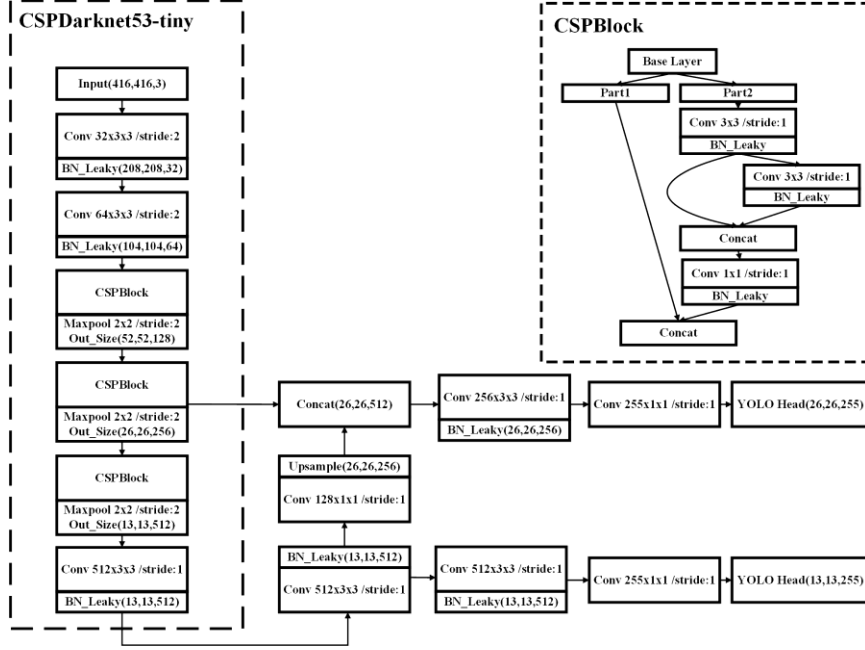 CSPDarknet53-tiny
Input(416,416,3)
Conv 32x3x3 /stride:2
BN_Leaky(208,208,32)
Conv 64x3x3 /stride:2
BN_Leaky(104,104,64)
CSPBlock
Maxpool 2x2 /stride:2
Out_Size(52,52,128)
CSPBlock
Maxpool 2x2 /stride:2
Out_Size(26,26,256)
CSPBlock
Maxpool 2x2 /stride:2
Out_Size(13,13,512)
Conv 512x3x3 /stride:1
BN_Leaky(13,13,512)
Concat(26,26,512)
Upsample(26,26,256)
Conv 128x1x1 /stride:1
BN_Leaky(13,13,512)
Conv 512x3x3 /stride:1
Conv 256x3x3 /stride:1
BN_Leaky(26,26,256)
Conv 255x1x1 /stride:1
YOLO Head(26,26,255)
Conv 512x3x3 /stride:1
BN_Leaky(13,13,512)
Conv 255x1x1 /stride:1
YOLO Head(13,13,255)
CSPBlock
Base Layer
Part1
Part2
Conv 3x3 /stride:1
BN_Leaky
Conv 3x3 /stride:1
BN_Leaky
Concat
Conv 1x1 /stride:1
BN_Leaky
Concat